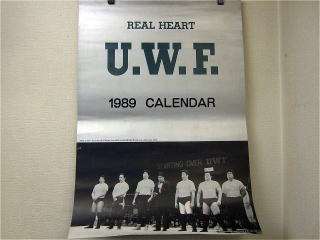 REAL HEART
U.W.F.
1989 CALENDAR
STARTING OVER